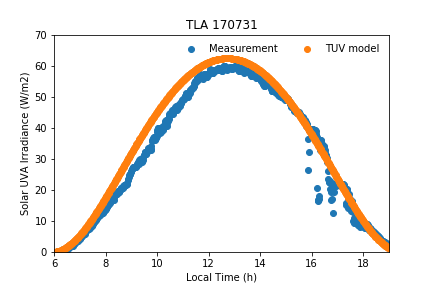 TLA 170731
Measurement TUV model
Solar UVA Irradiance (W/m2)
70
60
50
40
30
20
10
0
6 8 10 12 14 16 18
Local Time (h)